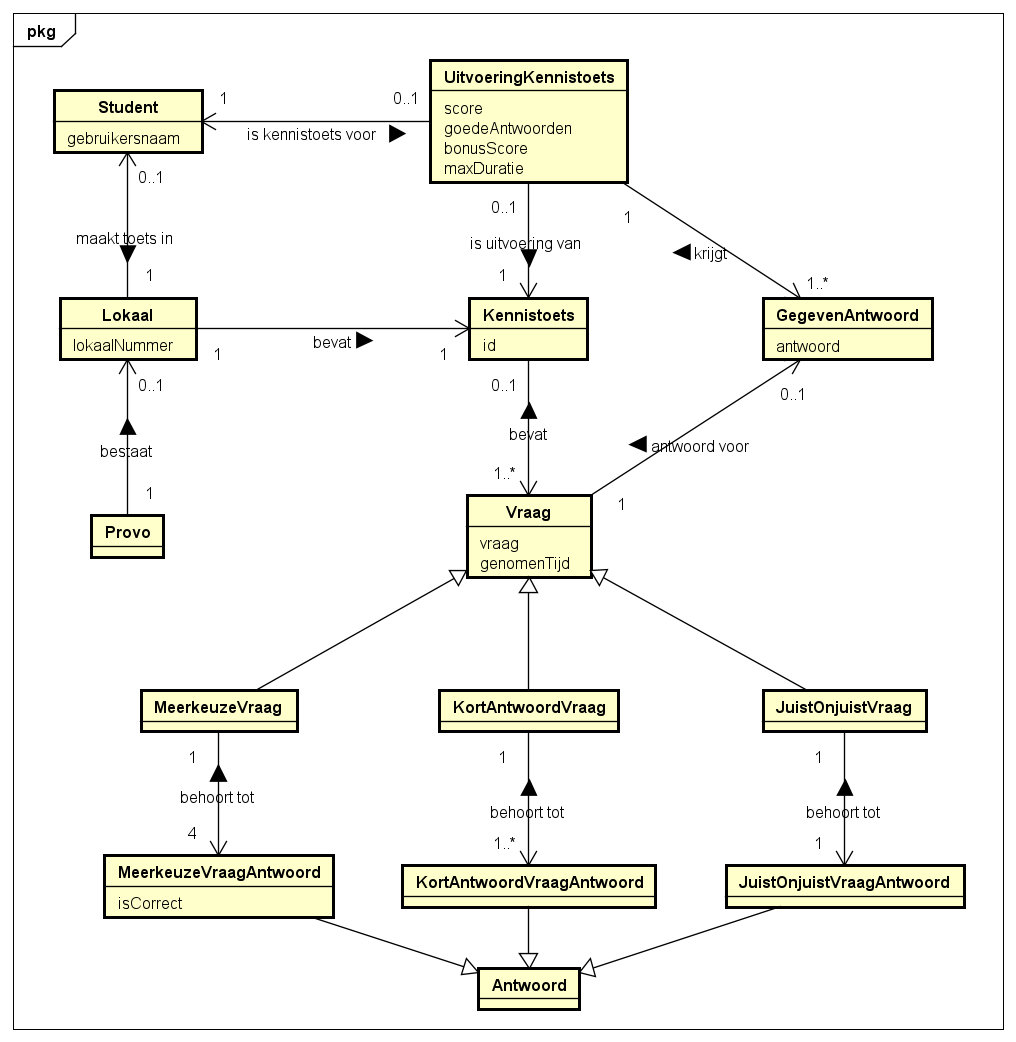 pkg
UitvoeringKennistoets
score
goedeAntwoorden
bonusScore
maxDuratie
Student
gebruikersnaam
1
0..1
is kennistoets voor
0..1
maakt toets in
1
0..1
is uitvoering van
1
1
krijgt
1..*
Lokaal
lokaalNummer
1
bevat
1
Kennistoets
id
GegevenAntwoord
antwoord
0..1
bestaat
1
0..1
bevat
1..*
0..1
antwoord voor
1
Provo
Vraag
vraag
genomenTijd
MeerkeuzeVraag
KortAntwoordVraag
JuistOnjuistVraag
1
behoort tot
4
1
behoort tot
1..*
1
behoort tot
1
MeerkeuzeVraagAntwoord
isCorrect
KortAntwoordVraagAntwoord
JuistOnjuistVraagAntwoord
Antwoord